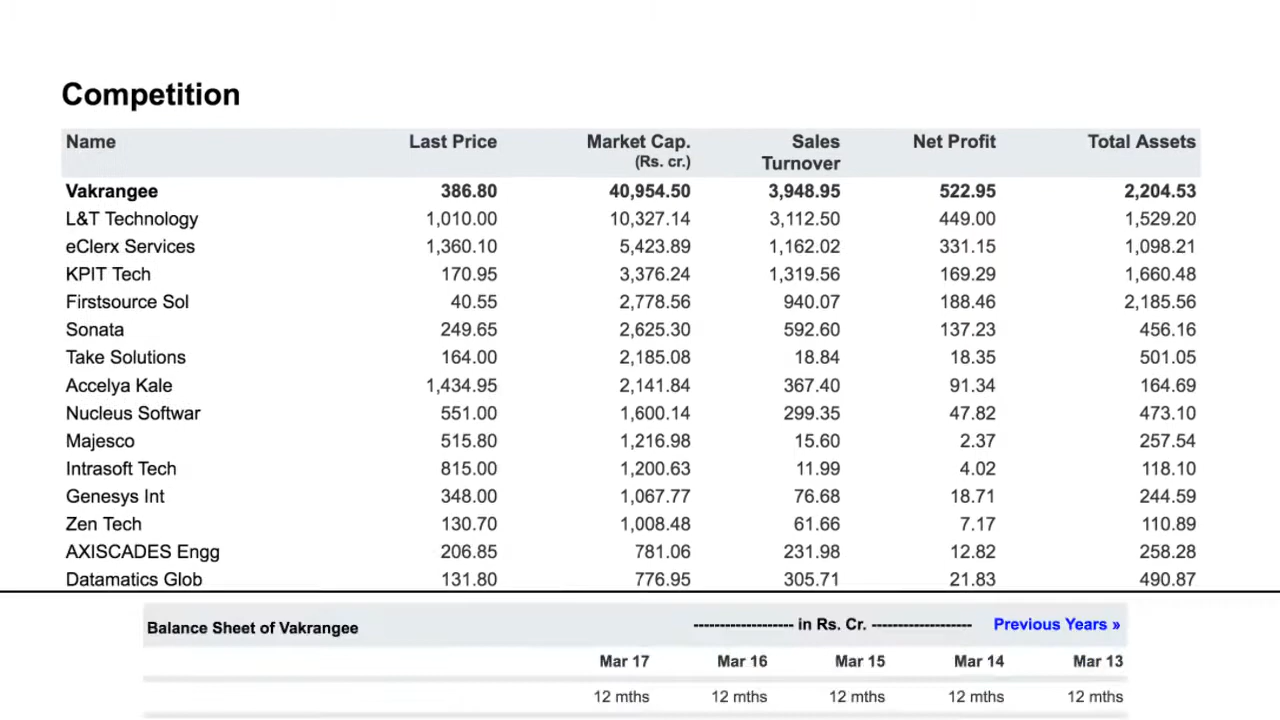 Competition
Name Last Price Market Cap. (Rs. cr.) Sales Turnover Net Profit Total Assets
Vakrangee 386.80 40,954.50 3,948.95 522.95 2,204.53
L&T Technology 1,010.00 10,327.14 3,112.50 449.00 1,529.20
eClerx Services 1,360.10 5,423.89 1,162.02 331.15 1,098.21
KPIT Tech 170.95 3,376.24 1,319.56 169.29 1,660.48
Firstsource Sol 40.55 2,778.56 940.07 188.46 2,185.56
Sonata 249.65 2,625.30 592.60 137.23 456.16
Take Solutions 164.00 2,185.08 18.84 18.35 501.05
Accelya Kale 1,434.95 2,141.84 367.40 91.34 164.69
Nucleus Softwar 551.00 1,600.14 299.35 47.82 473.10
Majesco 515.80 1,216.98 15.60 2.37 257.54
Intrasoft Tech 815.00 1,200.63 11.99 4.02 118.10
Genesys Int 348.00 1,067.77 76.68 18.71 244.59
Zen Tech 130.70 1,008.48 61.66 7.17 110.89
AXISCADES Engg 206.85 781.06 231.98 12.82 258.28
Datamatics Glob 131.80 776.95 305.71 21.83 490.87
Balance Sheet of Vakrangee ------------------- in Rs. Cr. ------------------- Previous Years »
Mar 17 Mar 16 Mar 15 Mar 14 Mar 13
12 mths 12 mths 12 mths 12 mths 12 mths